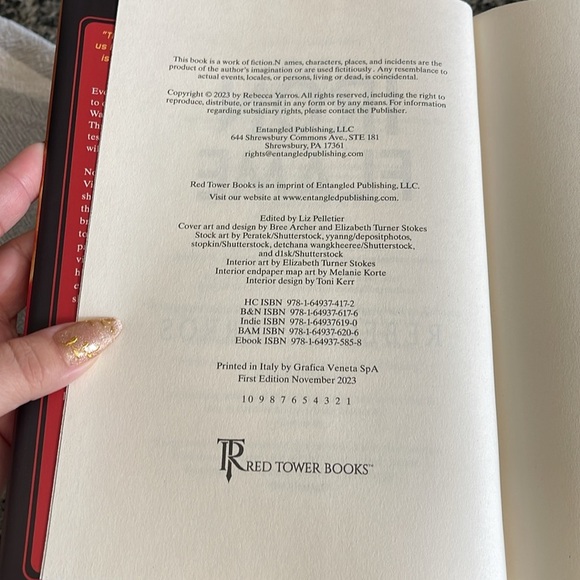 This book is a work of fiction.N ames, characters, places, and incidents are the
product of the author's imagination or are used fictitiously. Any resemblance to
actual events, locales, or persons, living or dead, is coincidental.
Copyright © 2023 by Rebecca Yarros. All rights reserved, including the right to
reproduce, distribute, or transmit in any form or by any means. For information
regarding subsidiary rights, please contact the Publisher.
Entangled Publishing, LLC
644 Shrewsbury Commons Ave., STE 181
Shrewsbury, PA 17361
rights@entangledpublishing.com
Red Tower Books is an imprint of Entangled Publishing, LLC.
Visit our website at www.entangledpublishing.com.
Edited by Liz Pelletier
Cover art and design by Bree Archer and Elizabeth Turner Stokes
Stock art by Peratek/Shutterstock, yyanng/depositphotos,
stopkin/Shutterstock, detchana wangkheeree/Shutterstock,
and d1sk/Shutterstock
Interior art by Elizabeth Turner Stokes
Interior endpaper map art by Melanie Korte
Interior design by Toni Kerr
HC ISBN 978-1-64937-417-2
B&N ISBN 978-1-64937-617-6
Indie ISBN 978-1-64937619-0
BAM ISBN 978-1-64937-620-6
Ebook ISBN 978-1-64937-585-8
Printed in Italy by Grafica Veneta SpA
First Edition November 2023
10 9 8 7 6 5 4 3 2 1
TR RED TOWER BOOKS™